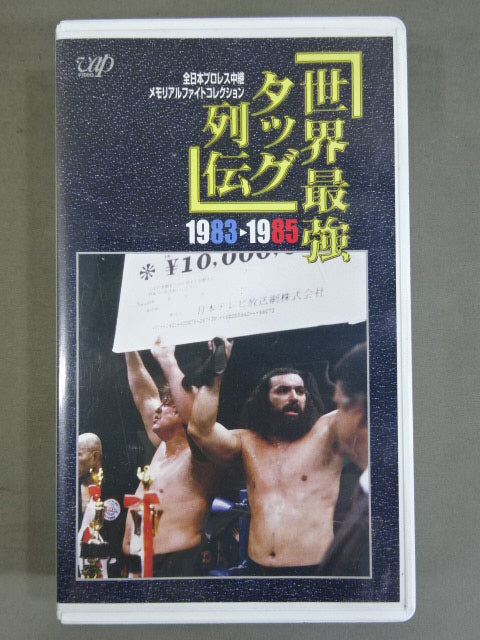 vap
VIDEO
全日本プロレス中継
メモリアルファイトコレクション
「世界最強
タッグ
列伝」
1983▶1985
※ ¥10,000,0
日本テレビ放送網株式会社